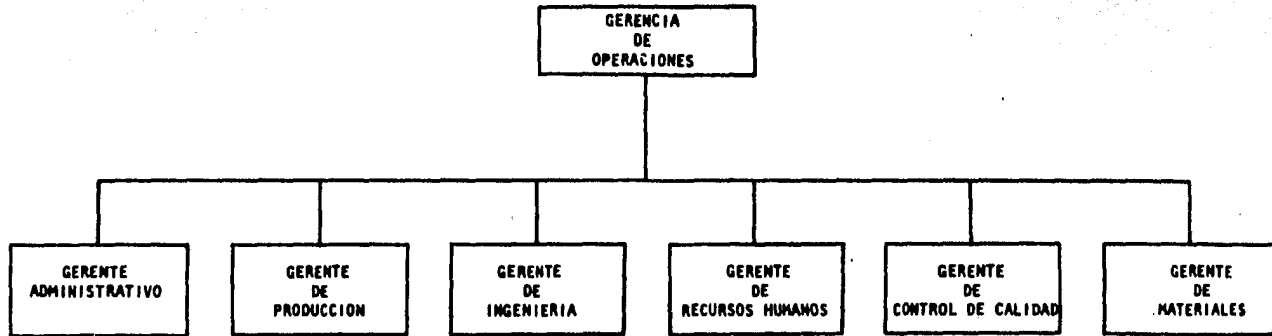 GERENCIA
DE
OPERACIONES
GERENTE
ADMINISTRATIVO
GERENTE
DE
PRODUCCION
GERENTE
DE
INGENIERIA
GERENTE
DE
RECURSOS HUMANOS
GERENTE
DE
CONTROL DE CALIDAD
GERENTE
DE
MATERIALES